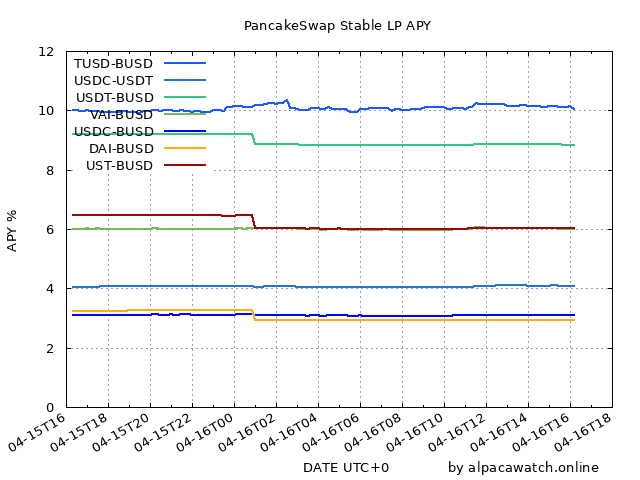 PancakeSwap Stable LP APY
12
10
8
6
4
2
0
APY %
TUSD-BUSD
USDC-USDT
USDT-BUSD
VAI-BUSD
USDC-BUSD
DAI-BUSD
UST-BUSD
04-15T16
04-15T18
04-15T20
04-15T22
04-16T00
04-16T02
04-16T04
04-16T06
04-16T08
04-16T10
04-16T12
04-16T14
04-16T16
04-16T18
DATE UTC+0
by alpacawatch.online